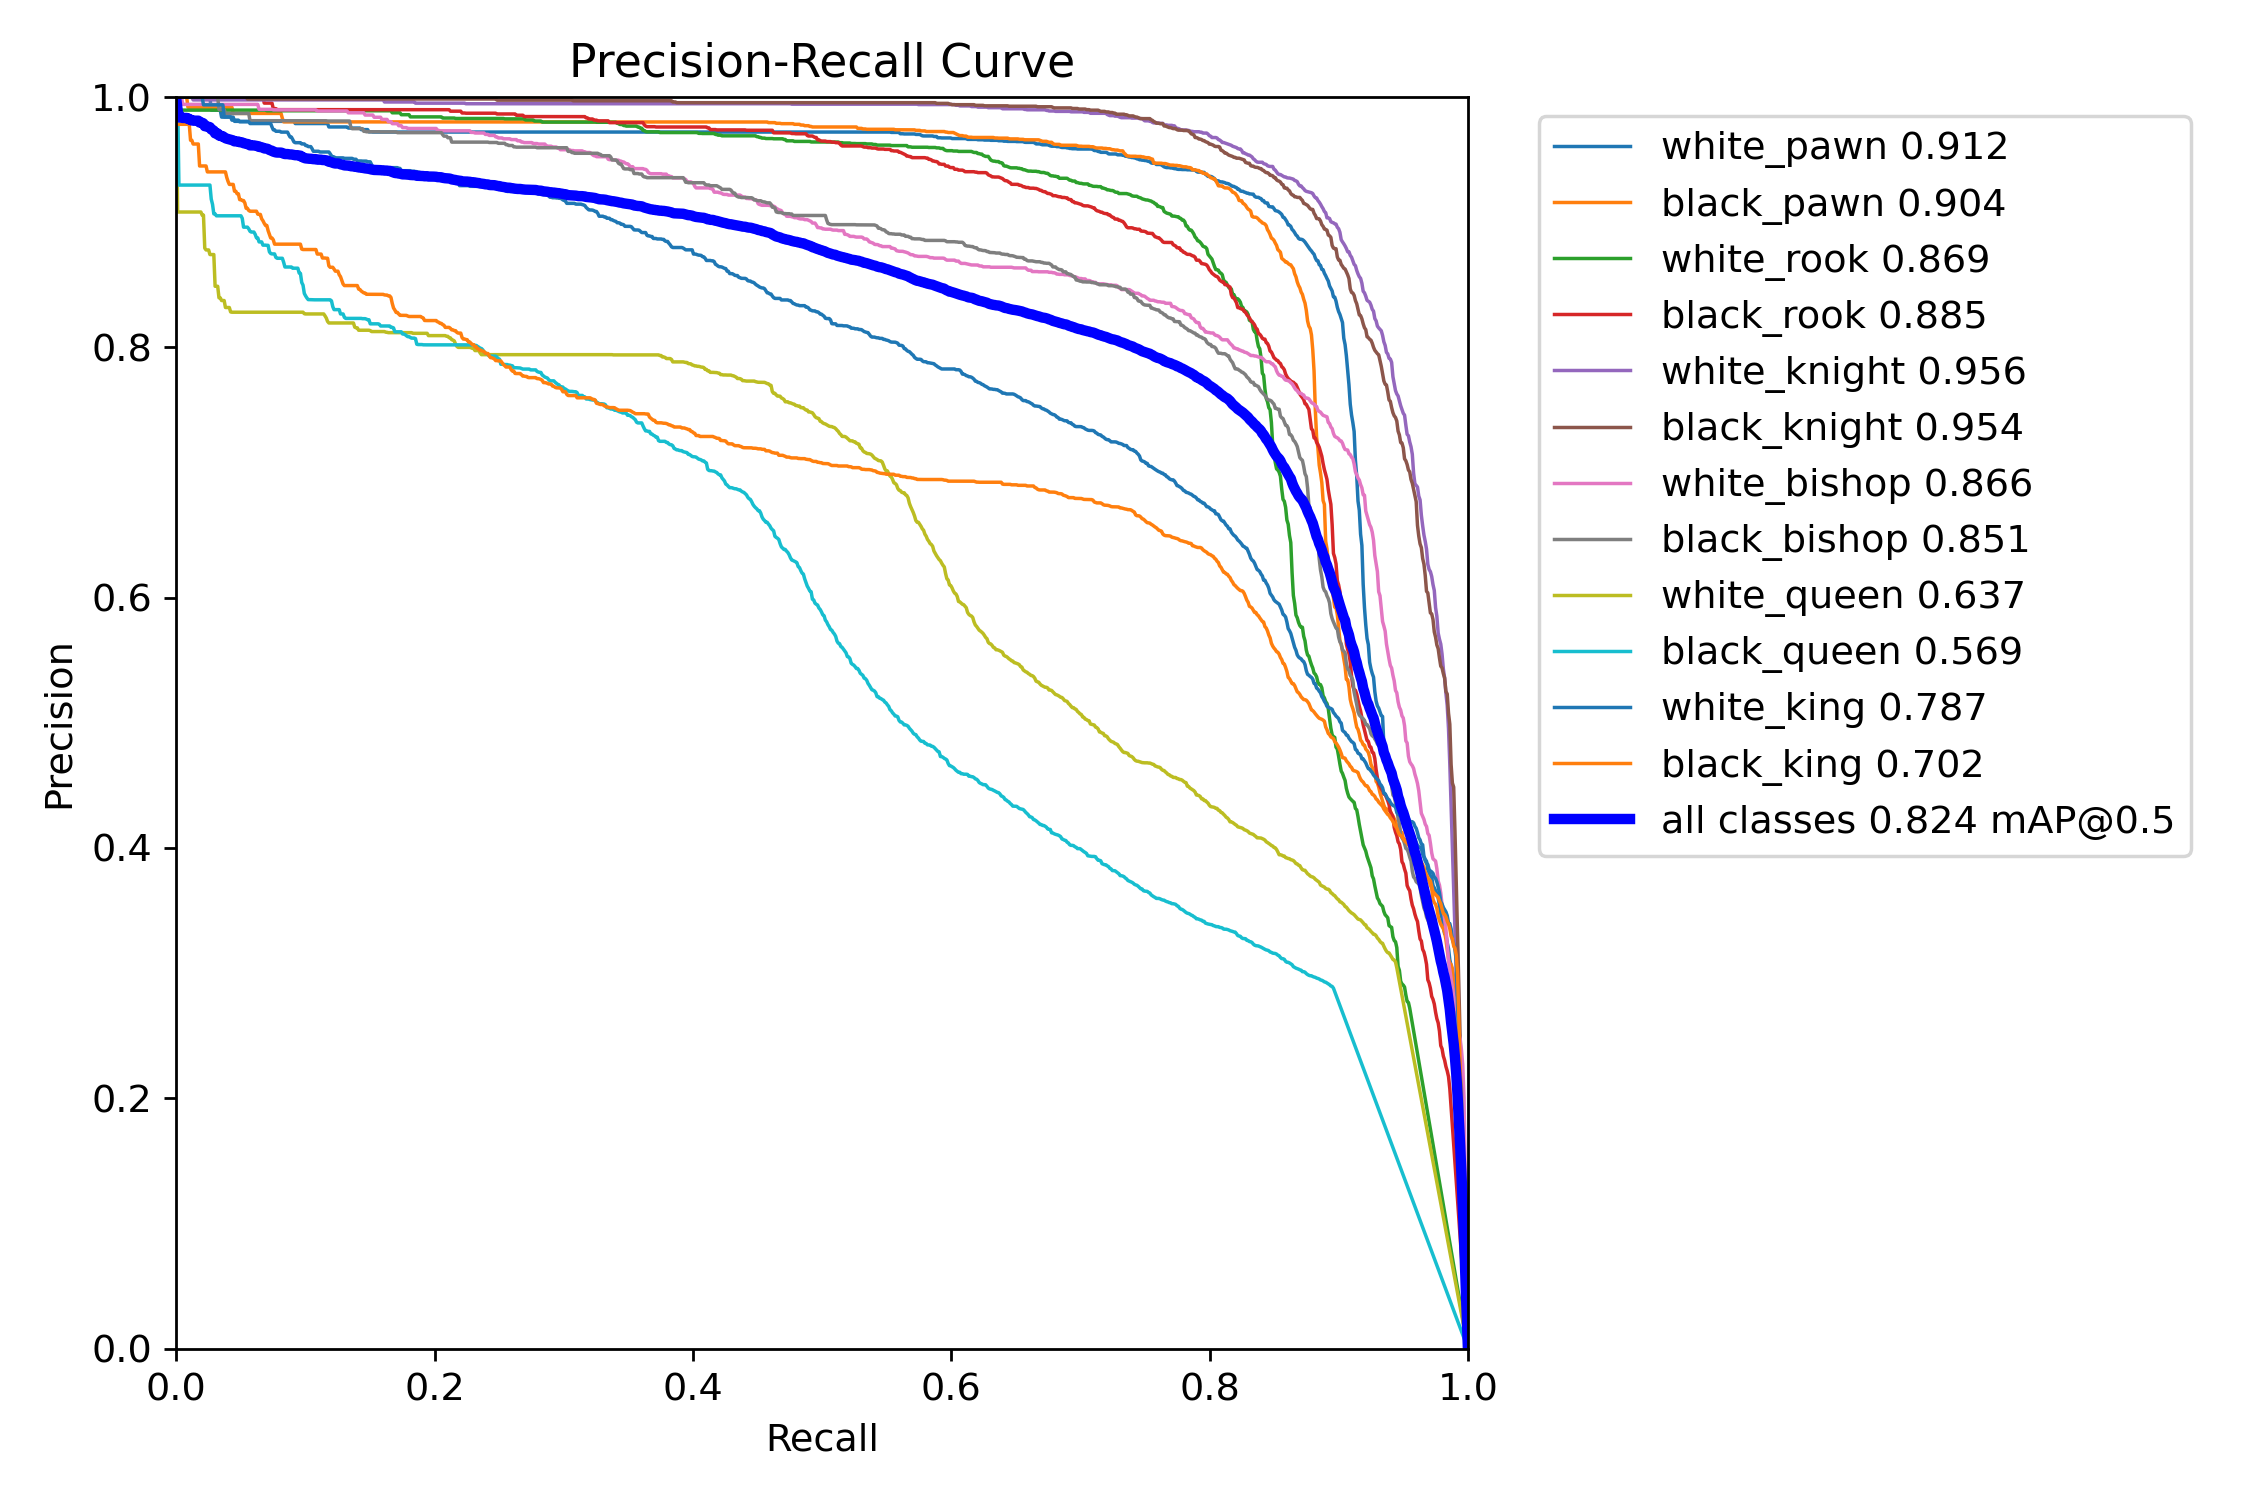 Precision-Recall Curve
1.0
0.8
0.6
0.4
0.2
0.0
Precision
0.0 0.2 0.4 0.6 0.8 1.0
Recall
white_pawn 0.912
black_pawn 0.904
white_rook 0.869
black_rook 0.885
white_knight 0.956
black_knight 0.954
white_bishop 0.866
black_bishop 0.851
white_queen 0.637
black_queen 0.569
white_king 0.787
black_king 0.702
all classes 0.824 mAP@0.5